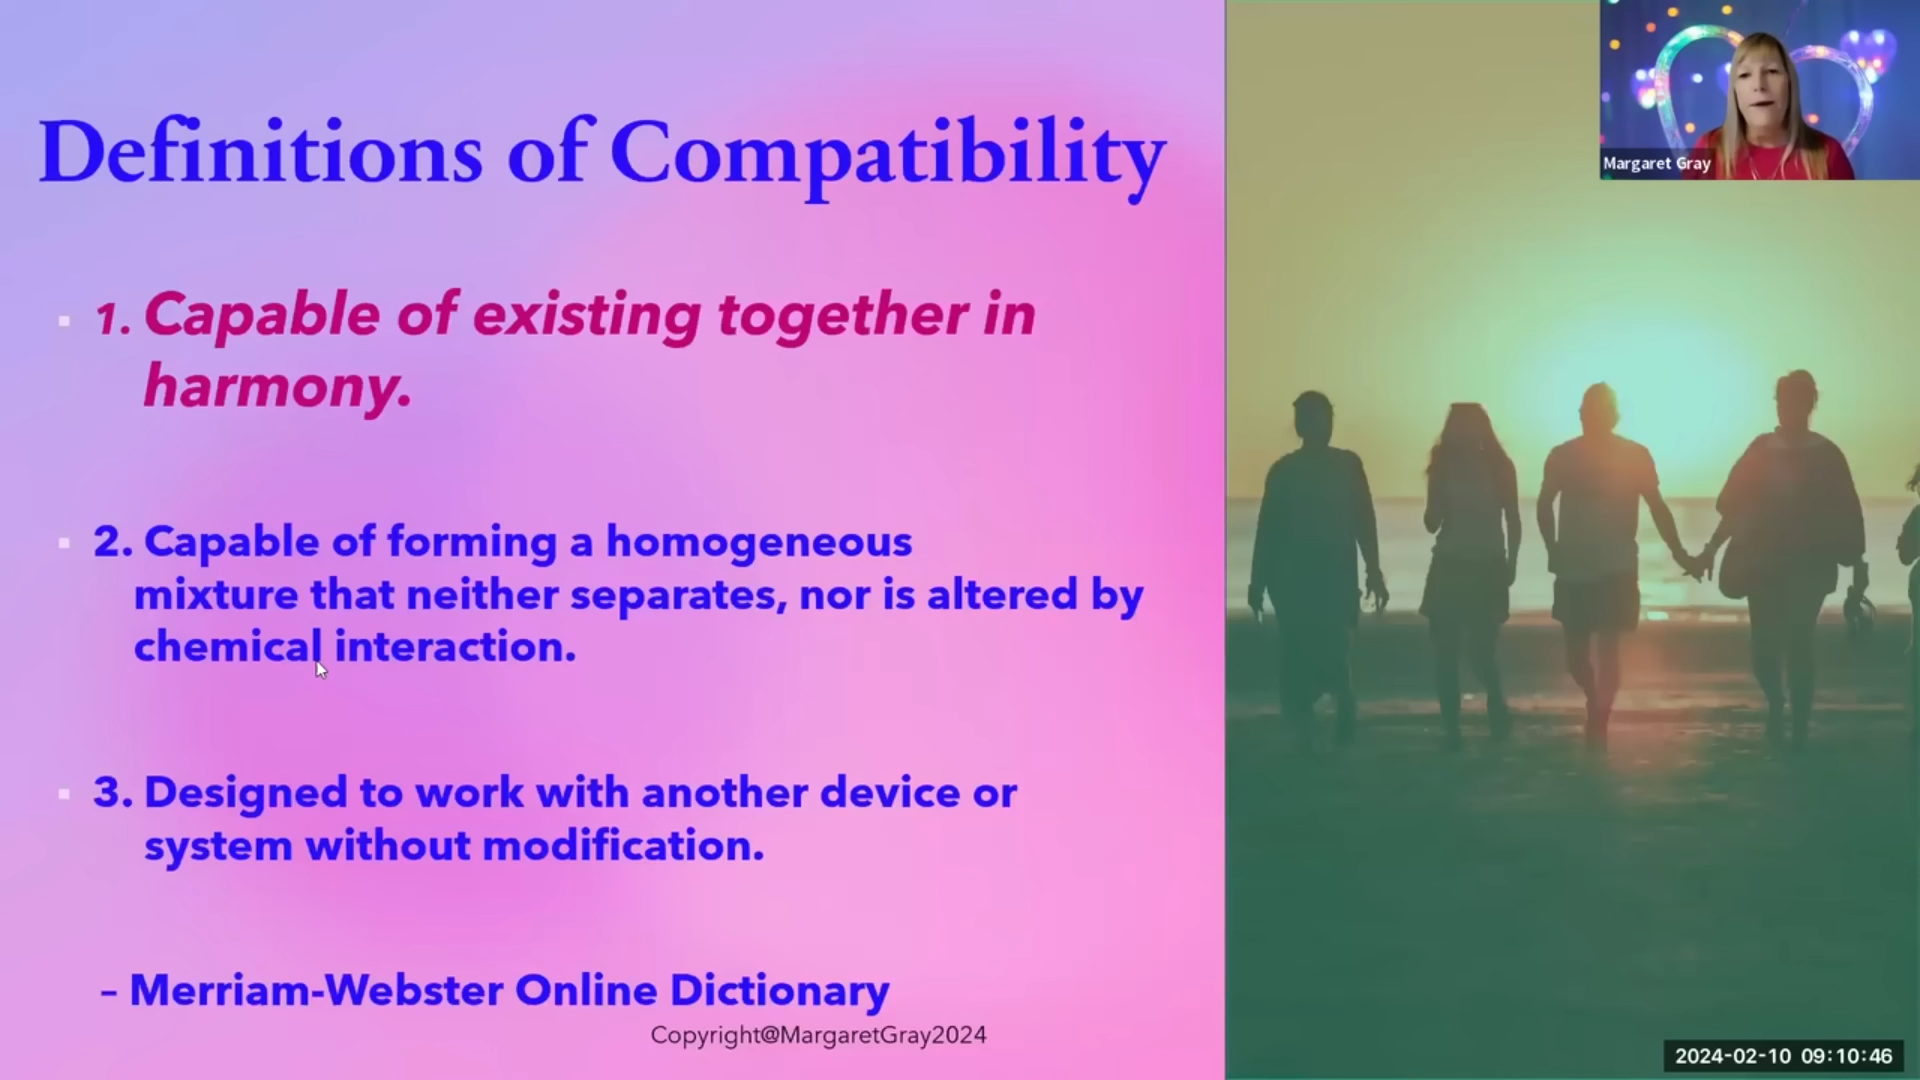 Definitions of Compatibility
1. Capable of existing together in
harmony.
2. Capable of forming a homogeneous
mixture that neither separates, nor is altered by
chemical interaction.
3. Designed to work with another device or
system without modification.
– Merriam-Webster Online Dictionary
Copyright@MargaretGray2024
Margaret Gray
2024-02-10 09:10:46